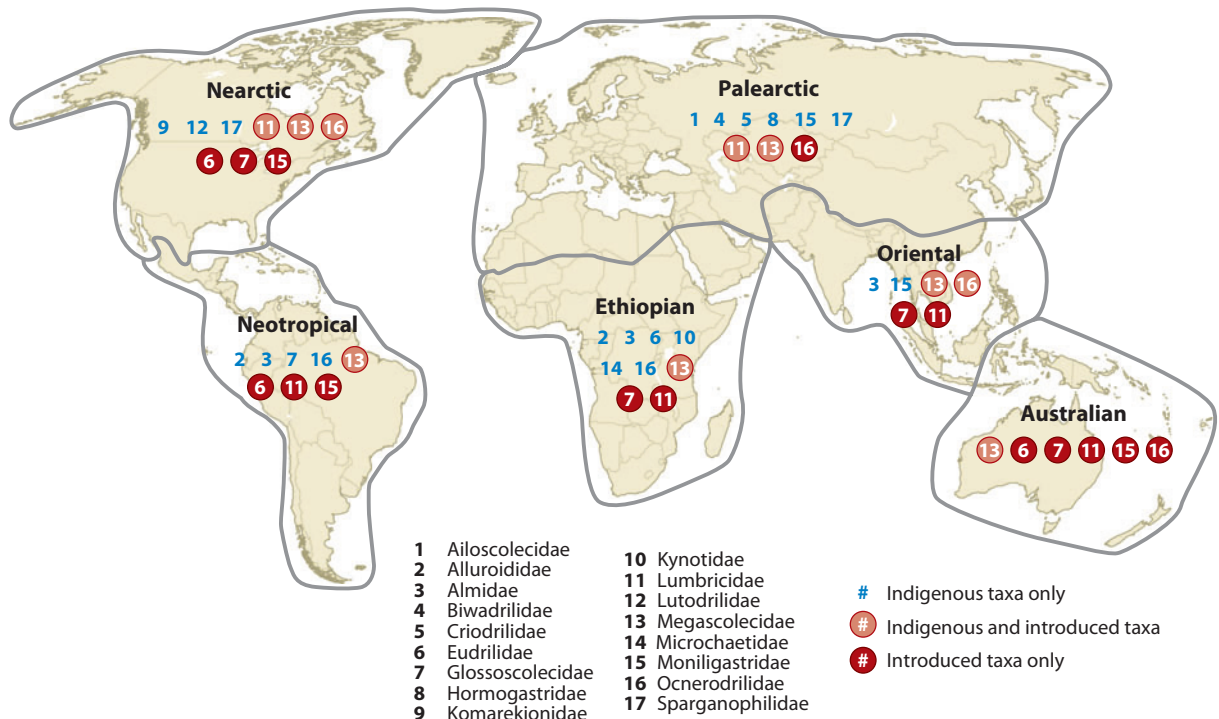 Nearctic
9 12 17 11 13 16
6 7 15
Palearctic
1 4 5 8 15 17
11 13 16
Oriental
3 15 13 16
7 11
Ethiopian
2 3 6 10
14 16 13
7 11
Neotropical
2 3 7 16 13
6 11 15
Australian
13 6 7 11 15 16
1 Ailoscolecidae
2 Alluroididae
3 Almidae
4 Biwadrilidae
5 Criodrilidae
6 Eudrilidae
7 Glossoscolecidae
8 Hormogastridae
9 Komarekionidae
10 Kynotidae
11 Lumbricidae
12 Lutodrilidae
13 Megascolecidae
14 Microchaetidae
15 Moniligastridae
16 Ocnerodrilidae
17 Sparganophilidae
# Indigenous taxa only
# Indigenous and introduced taxa
# Introduced taxa only